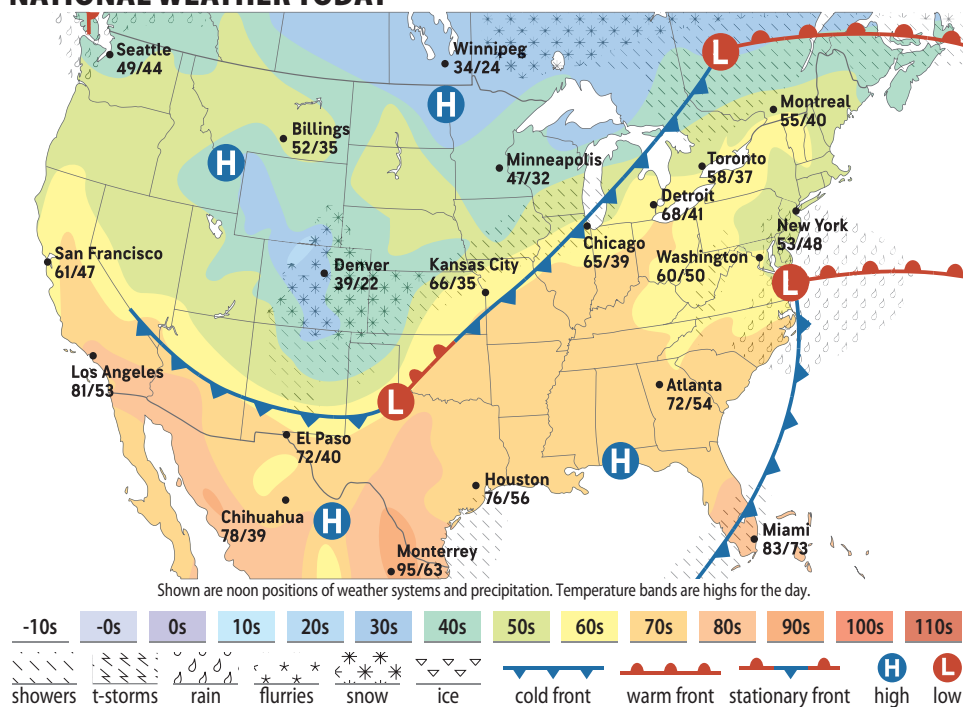 NATIONAL WEATHER TODAY
Seattle
49/44
Winnipeg
34/24
L
H
Billings
52/35
Montreal
55/40
H
Minneapolis
47/32
Toronto
58/37
Detroit
68/41
New York
53/48
San Francisco
61/47
Denver
39/22
Kansas City
66/35
Chicago
65/39
Washington
60/50
L
Los Angeles
81/53
L
Atlanta
72/54
El Paso
72/40
H
Houston
76/56
Chihuahua
78/39
H
Miami
83/73
Monterrey
95/63
Shown are noon positions of weather systems and precipitation. Temperature bands are highs for the day.
-10s -0s 0s 10s 20s 30s 40s 50s 60s 70s 80s 90s 100s 110s
H L
showers t-storms rain flurries snow ice cold front warm front stationary front high low